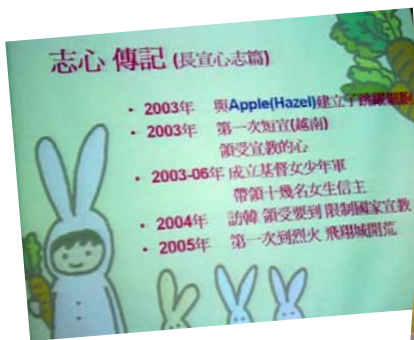 志心 傳記 (長宣心志篇)
• 2003年 與Apple(Hazel)建立了跳躍細胞
• 2003年 第一次短宣(越南)
領受宣教的心
• 2003-06年 成立基督女少年軍
帶領十幾名女生信主
• 2004年 訪韓 領受要到 限制國家宣教
• 2005年 第一次到烈火 飛翔城開荒